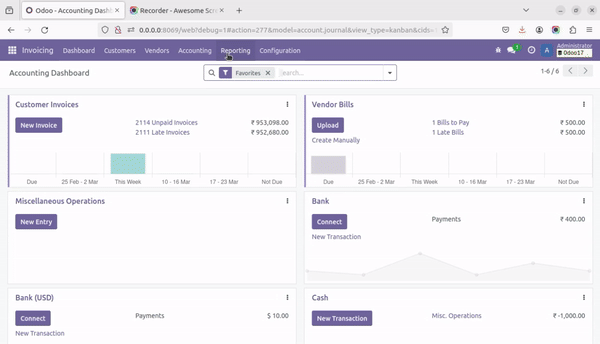 Odoo - Accounting Dashb
Recorder - Awesome Scre
0.0.0.0:8069/web?debug=1#action=277&model=account.journal&view_type=kanban&cids=
Invoicing
Dashboard
Customers
Vendors
Accounting
Reporting
Configuration
A
Administrator
Odoo17
Accounting Dashboard
Favorites
Search...
1-6 / 6
Customer Invoices
New Invoice
2114 Unpaid Invoices
₹ 953,098.00
2111 Late Invoices
₹ 952,680.00
Due
25 Feb - 2 Mar
This Week
10 - 16 Mar
17 - 23 Mar
Not Due
Vendor Bills
Upload
1 Bills to Pay
₹ 500.00
1 Late Bills
₹ 500.00
Create Manually
Due
25 Feb - 2 Mar
This Week
10 - 16 Mar
17 - 23 Mar
Not Due
Miscellaneous Operations
New Entry
Bank
Connect
Payments
₹ 400.00
New Transaction
Bank (USD)
Connect
Payments
$ 10.00
New Transaction
Cash
New Transaction
Misc. Operations
₹ -1,000.00